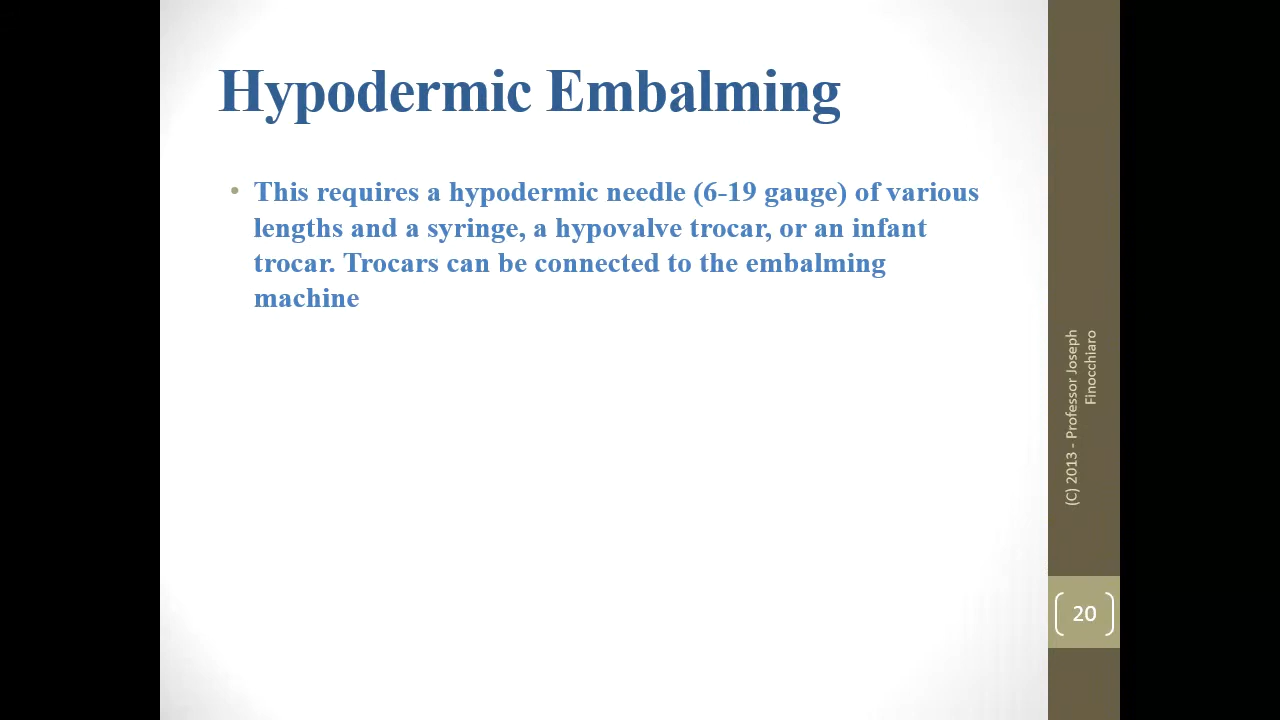 Hypodermic Embalming
• This requires a hypodermic needle (6-19 gauge) of various
lengths and a syringe, a hypovalve trocar, or an infant
trocar. Trocars can be connected to the embalming
machine
(C) 2013 - Professor Joseph
Finocchiaro
20